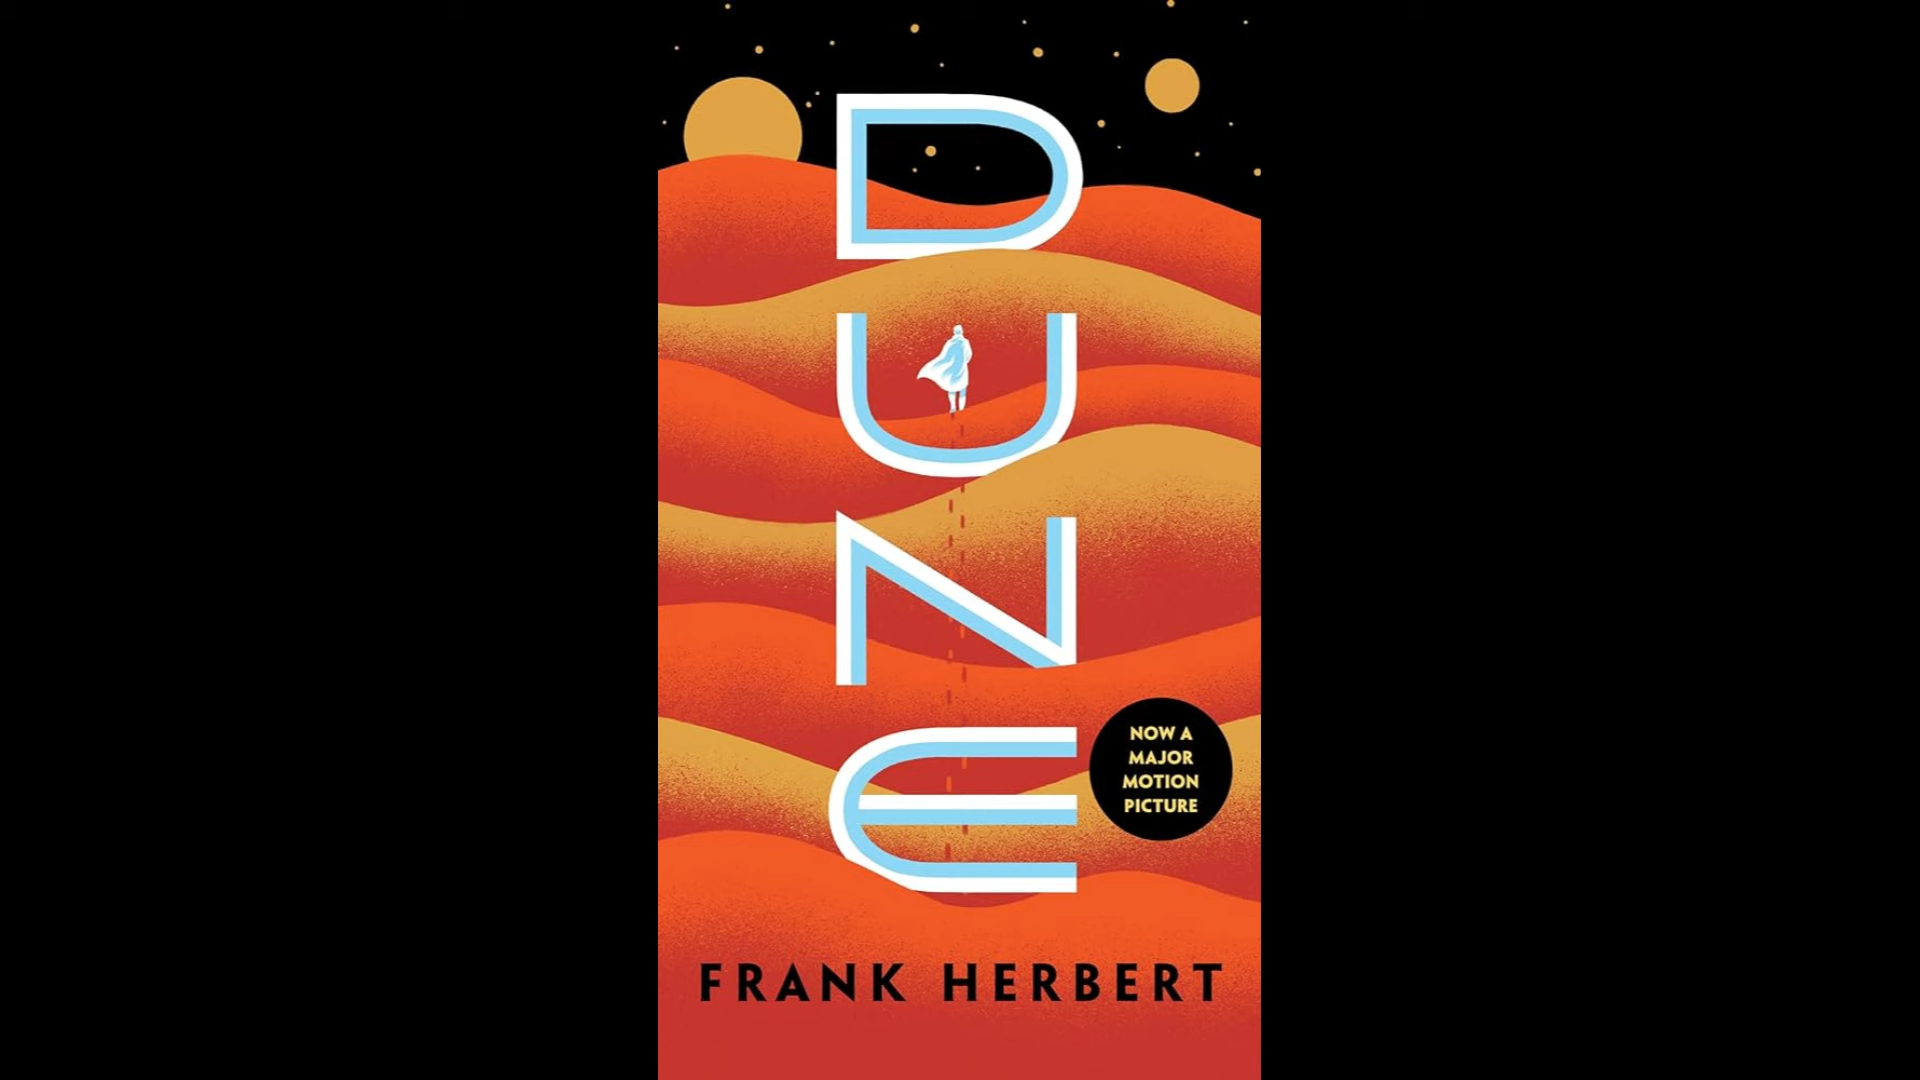 DUNE
NOW A
MAJOR
MOTION
PICTURE
FRANK HERBERT